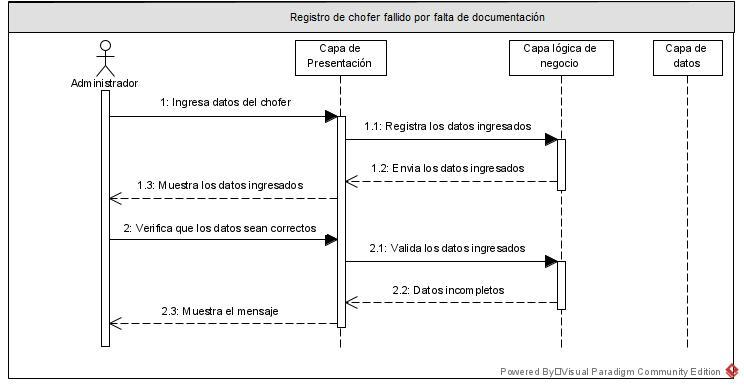 Registro de chofer fallido por falta de documentación
Capa de
Presentación
Capa lógica de
negocio
Capa de
datos
Administrador
1: Ingresa datos del chofer
1.1: Registra los datos ingresados
1.2: Envia los datos ingresados
1.3: Muestra los datos ingresados
2: Verifica que los datos sean correctos
2.1: Valida los datos ingresados
2.2: Datos incompletos
2.3: Muestra el mensaje
Powered By Visual Paradigm Community Edition